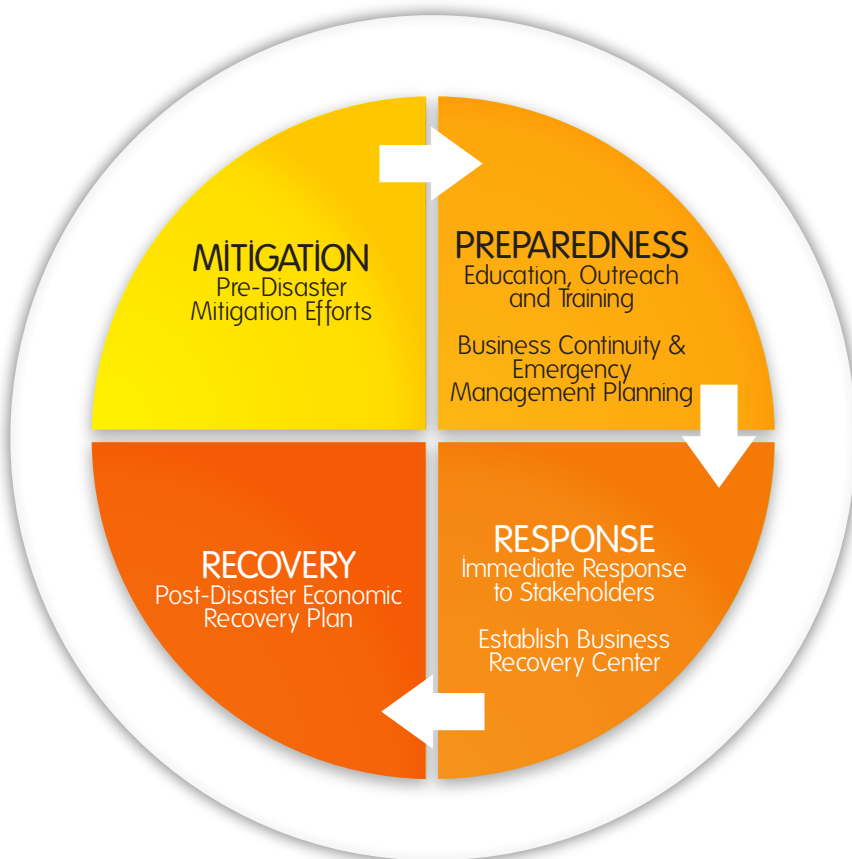 MITIGATION
Pre-Disaster
Mitigation Efforts
PREPAREDNESS
Education, Outreach
and Training
Business Continuity &
Emergency
Management Planning
RESPONSE
Immediate Response
to Stakeholders
Establish Business
Recovery Center
RECOVERY
Post-Disaster Economic
Recovery Plan